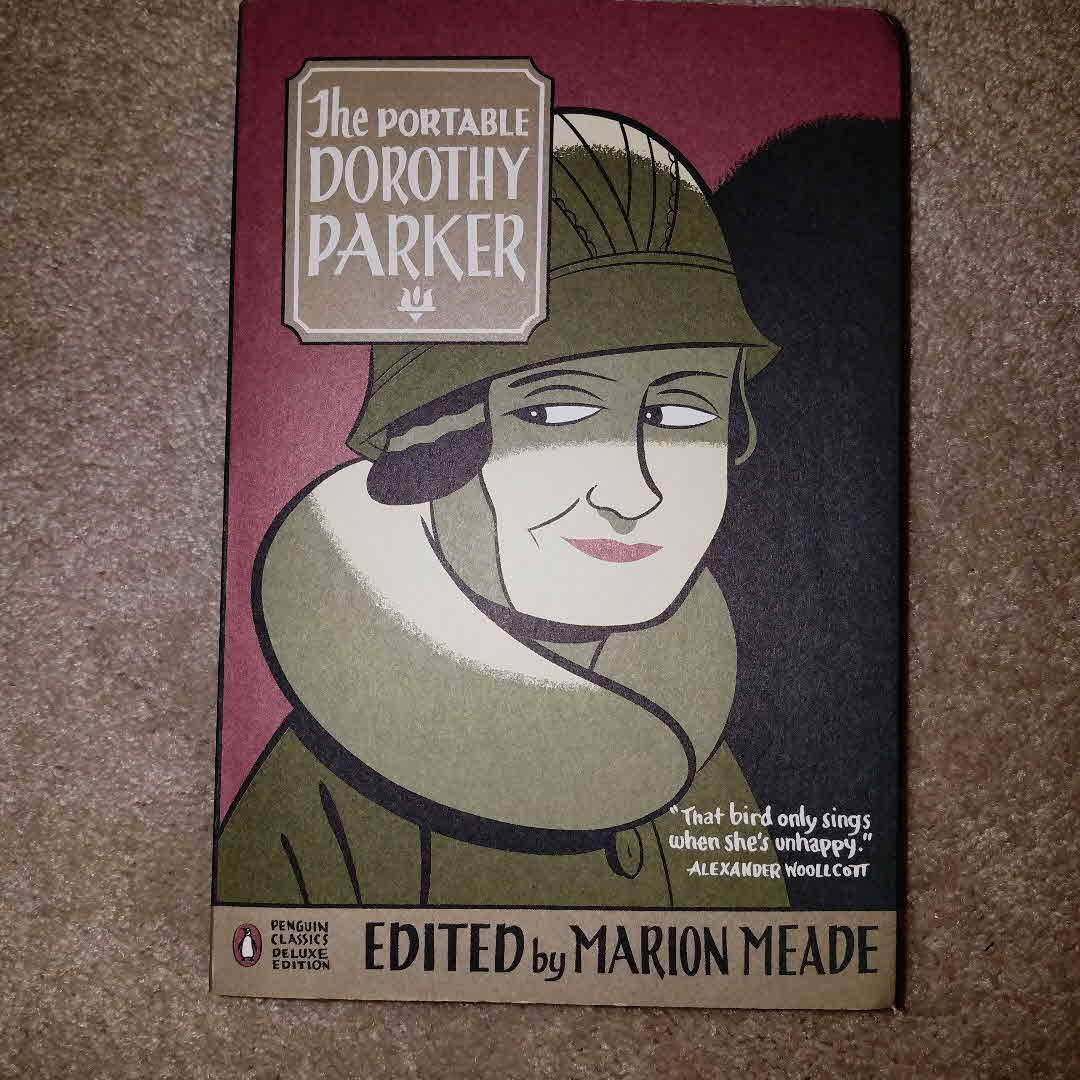 The PORTABLE
DOROTHY
PARKER
"That bird only sings
when she's unhappy."
ALEXANDER WOOLLCOTT
PENGUIN
CLASSICS
DELUXE
EDITION
EDITED by MARION MEADE